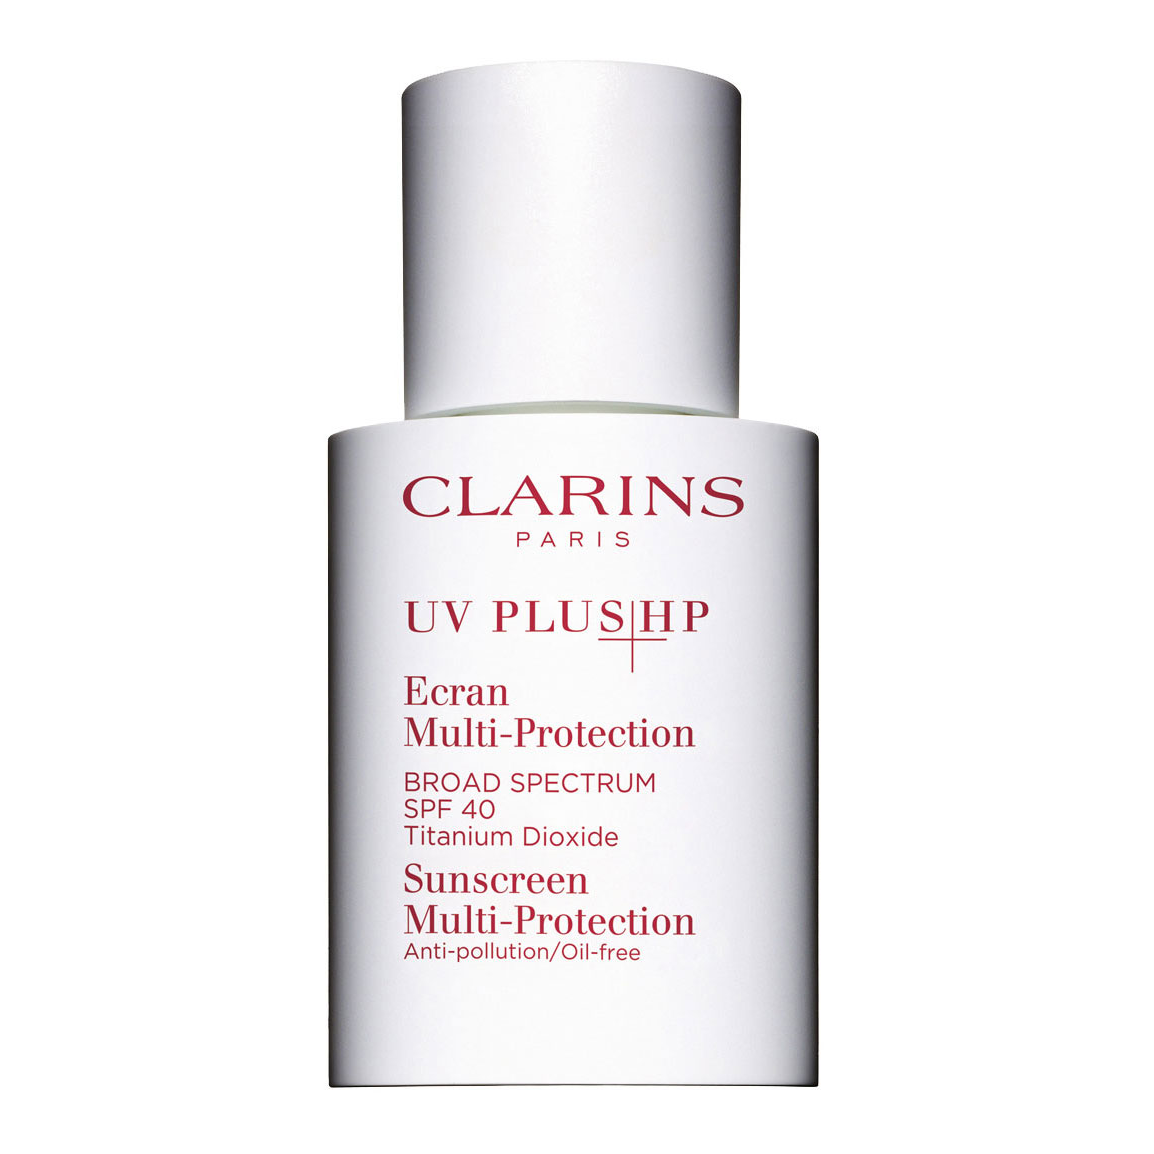 CLARINS
PARIS
UV PLUS HP
Ecran
Multi-Protection
BROAD SPECTRUM
SPF 40
Titanium Dioxide
Sunscreen
Multi-Protection
Anti-pollution/Oil-free